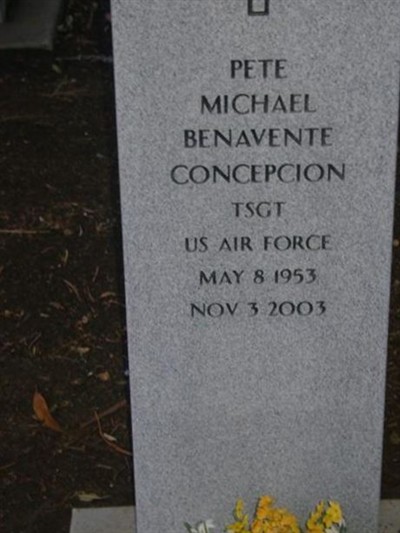 PETE
MICHAEL
BENAVENTE
CONCEPCION
TSGT
US AIR FORCE
MAY 8 1953
NOV 3 2003